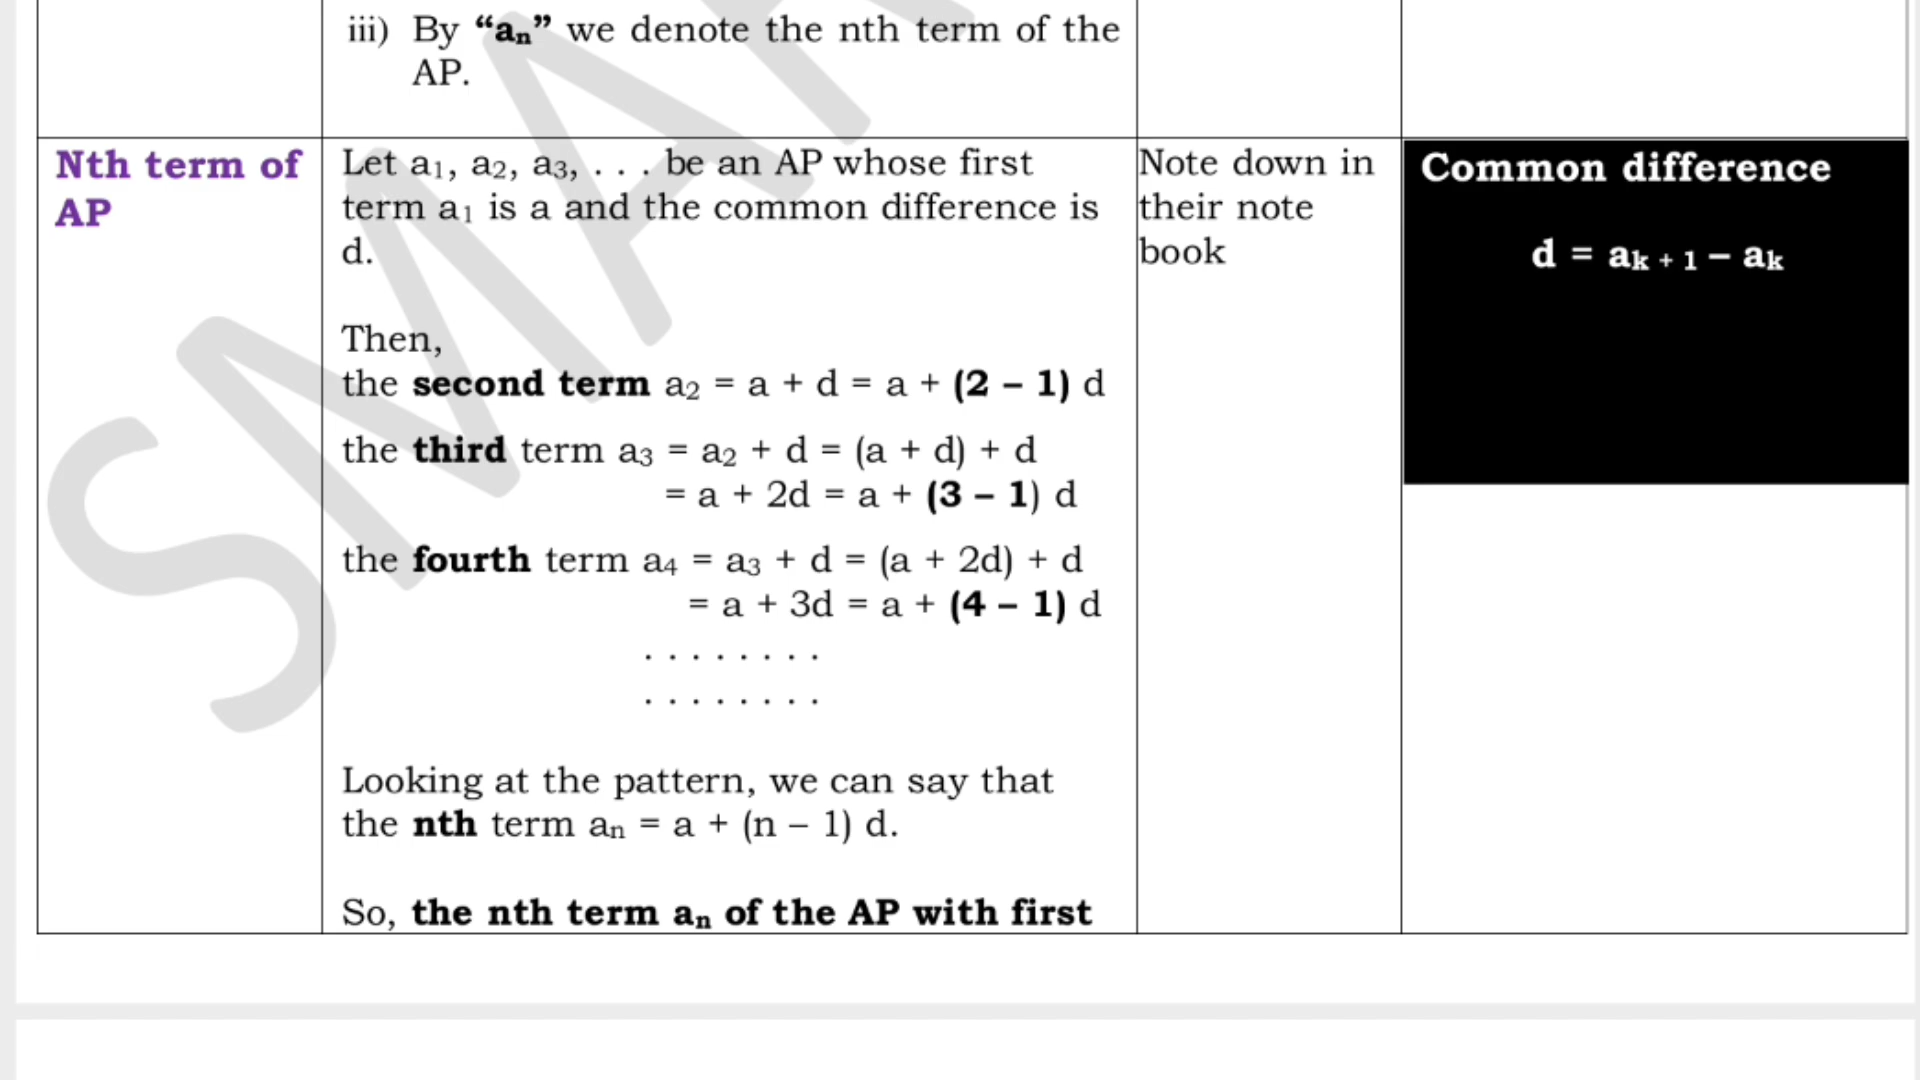 iii) By “an” we denote the nth term of the
AP.
Nth term of
AP
Let a1, a2, a3, . . . be an AP whose first
term a1 is a and the common difference is
d.
Then,
the second term a2 = a + d = a + (2 – 1) d
the third term a3 = a2 + d = (a + d) + d
= a + 2d = a + (3 – 1) d
the fourth term a4 = a3 + d = (a + 2d) + d
= a + 3d = a + (4 – 1) d
. . . . . . . .
. . . . . . . .
Looking at the pattern, we can say that
the nth term an = a + (n – 1) d.
So, the nth term an of the AP with first
Note down in
their note
book
Common difference
d = ak + 1 – ak
SMA